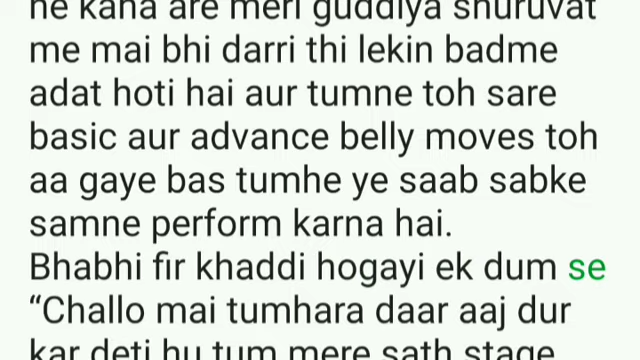 ne kaha are meri guddiya shuruvat
me mai bhi darri thi lekin badme
adat hoti hai aur tumne toh sare
basic aur advance belly moves toh
aa gaye bas tumhe ye saab sabke
samne perform karna hai.
Bhabhi fir khaddi hogayi ek dum se
“Challo mai tumhara daar aaj dur
kar deti hu tum mere sath stage